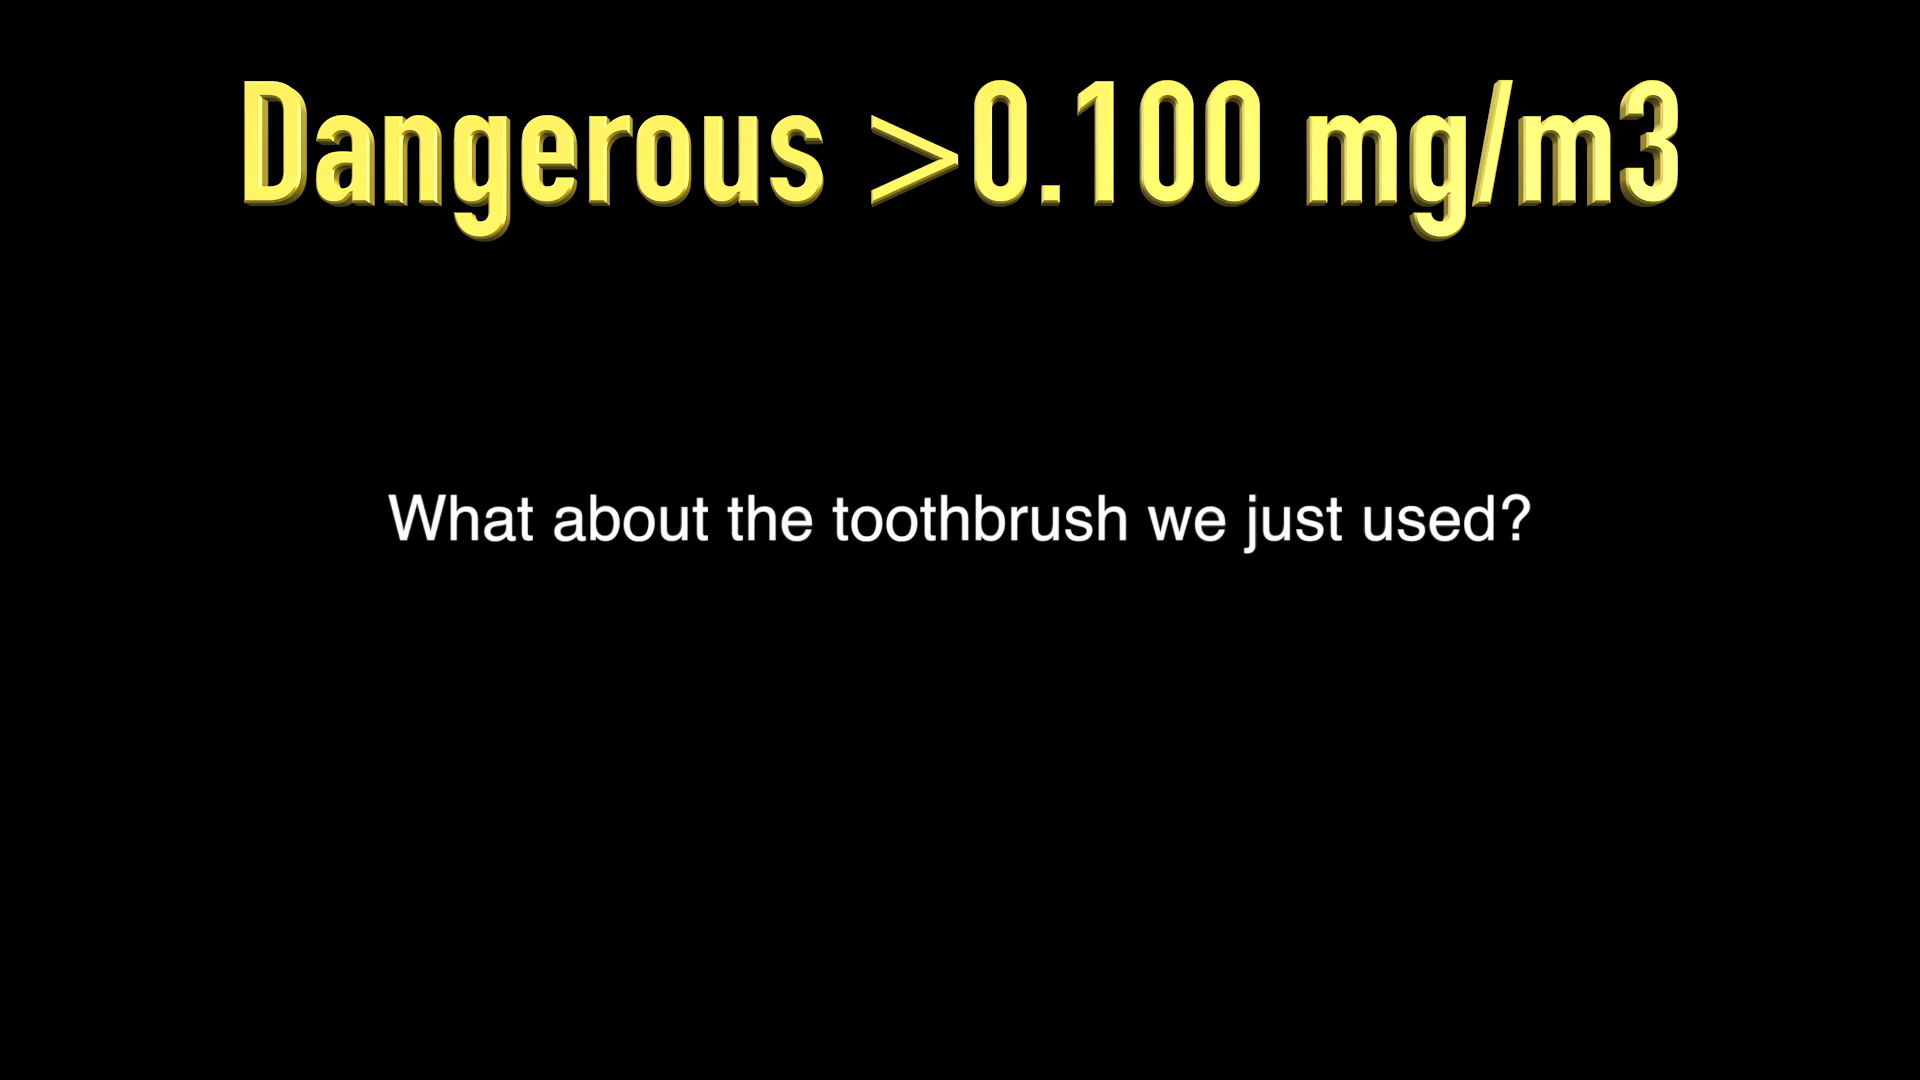 Dangerous >0.100 mg/m3
What about the toothbrush we just used?